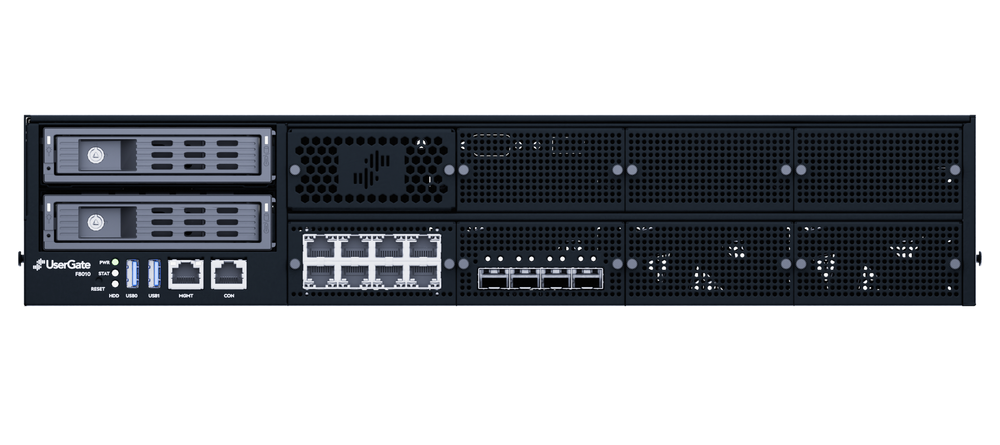 UserGate
F8010
PWR
STAT
RESET
HDD
USB0
USB1
MGMT
CON